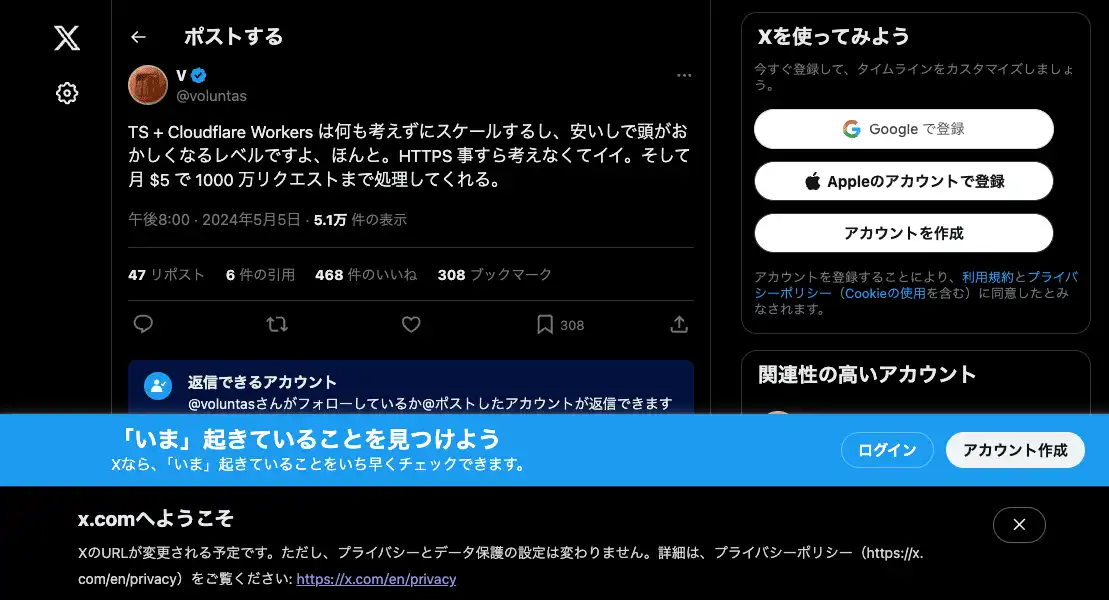 ポストする
V
@voluntas
TS + Cloudflare Workers は何も考えずにスケールするし、安いしで頭がお
かしくなるレベルですよ、ほんと。HTTPS 事すら考えなくてイイ。そして
月 $5 で 1000 万リクエストまで処理してくれる。
午後8:00 · 2024年5月5日 · 5.1万 件の表示
47 リポスト 6 件の引用 468 件のいいね 308 ブックマーク
308
返信できるアカウント
@voluntasさんがフォローしているか@ポストしたアカウントが返信できます
Xを使ってみよう
今すぐ登録して、タイムラインをカスタマイズしましょ
う。
Google で登録
Appleのアカウントで登録
アカウントを作成
アカウントを登録することにより、利用規約とプライバ
シーポリシー（Cookieの使用を含む）に同意したとみ
なされます。
関連性の高いアカウント
「いま」起きていることを見つけよう
Xなら、「いま」起きていることをいち早くチェックできます。
ログイン
アカウント作成
x.comへようこそ
XのURLが変更される予定です。ただし、プライバシーとデータ保護の設定は変わりません。詳細は、プライバシーポリシー（https://x.
com/en/privacy）をご覧ください: https://x.com/en/privacy